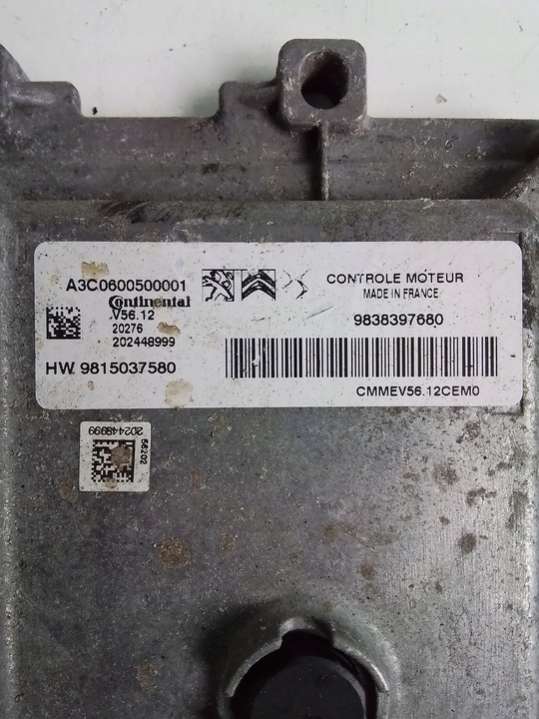 A3C0600500001
Continental
V56.12
20276
202448999
HW 9815037580
CONTROLE MOTEUR
MADE IN FRANCE
9838397680
CMMEV56.12CEM0
202448999
56202